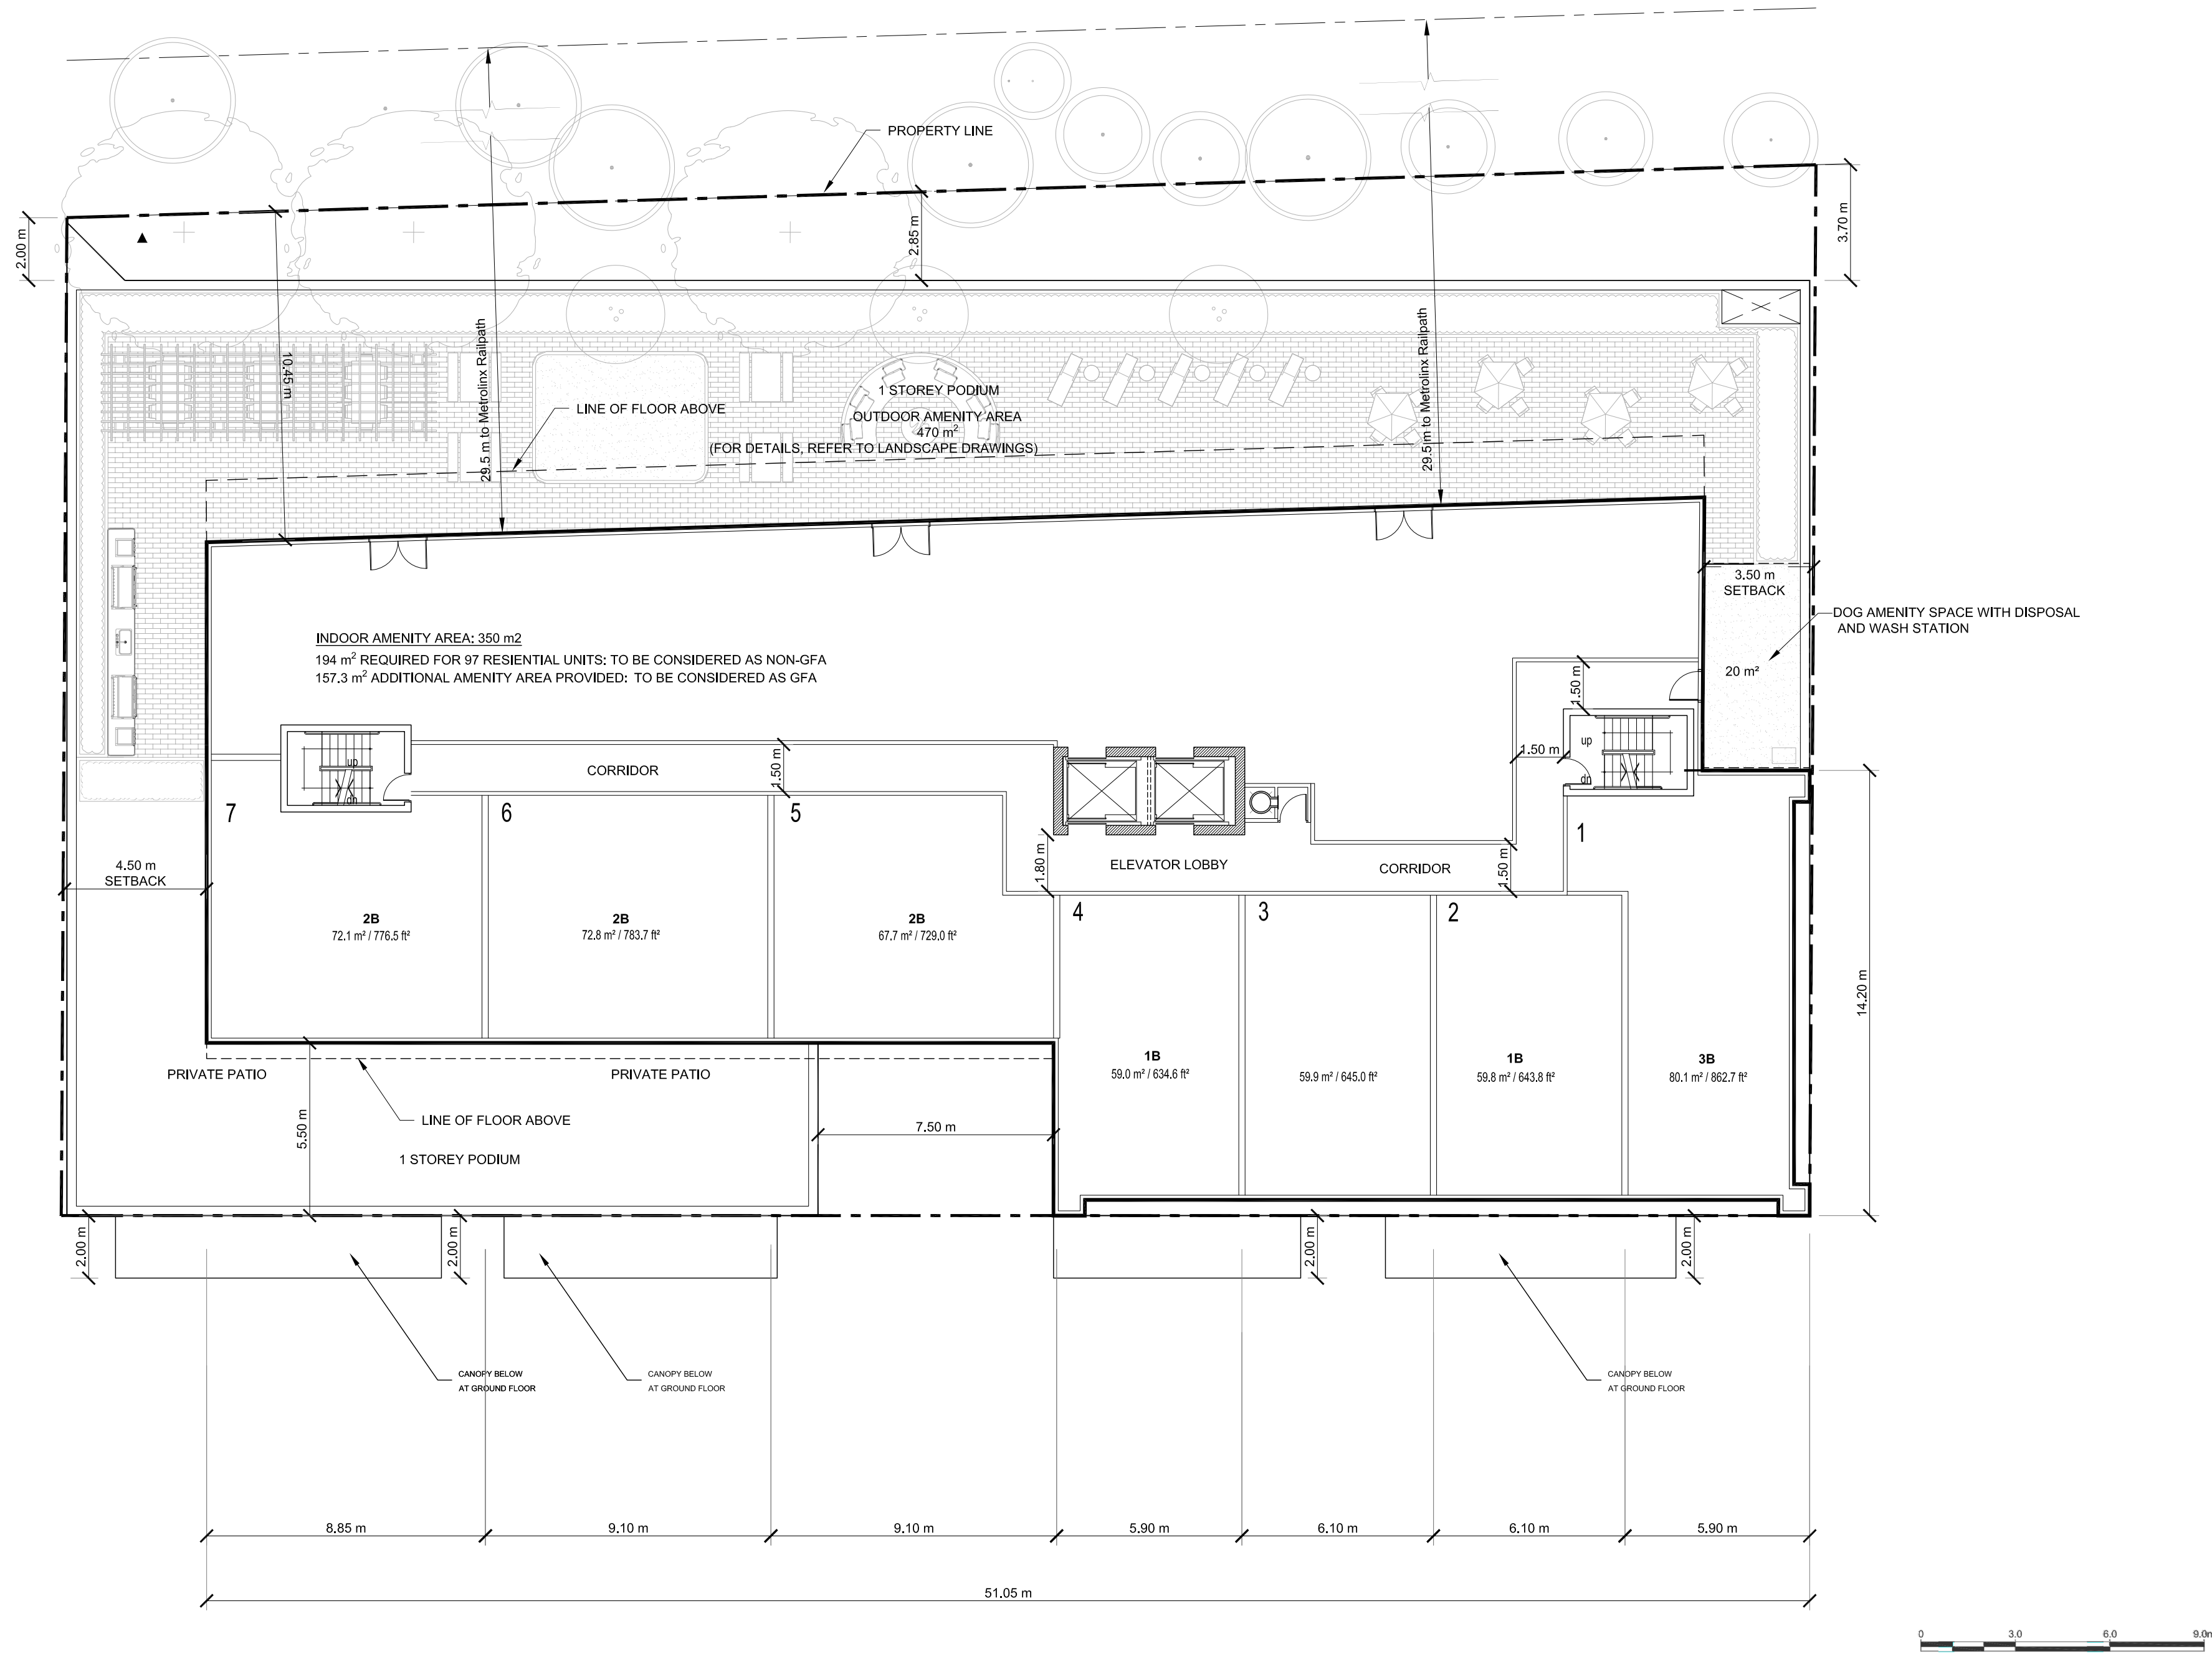 PROPERTY LINE
2.00 m
2.85 m
3.70 m
10.45 m
29.5 m to Metrolinx Railpath
29.5 m to Metrolinx Railpath
LINE OF FLOOR ABOVE
1 STOREY PODIUM
OUTDOOR AMENITY AREA
470 m²
(FOR DETAILS, REFER TO LANDSCAPE DRAWINGS)
3.50 m
SETBACK
DOG AMENITY SPACE WITH DISPOSAL
AND WASH STATION
20 m²
INDOOR AMENITY AREA: 350 m2
194 m² REQUIRED FOR 97 RESIENTIAL UNITS: TO BE CONSIDERED AS NON-GFA
157.3 m² ADDITIONAL AMENITY AREA PROVIDED: TO BE CONSIDERED AS GFA
1.50 m
1.50 m
up
dn
up
dn
CORRIDOR
1.50 m
7
6
5
1
4.50 m
SETBACK
1.80 m
ELEVATOR LOBBY
CORRIDOR
1.50 m
4
3
2
2B
72.1 m² / 776.5 ft²
2B
72.8 m² / 783.7 ft²
2B
67.7 m² / 729.0 ft²
14.20 m
1B
59.0 m² / 634.6 ft²
59.9 m² / 645.0 ft²
1B
59.8 m² / 643.8 ft²
3B
80.1 m² / 862.7 ft²
PRIVATE PATIO
PRIVATE PATIO
LINE OF FLOOR ABOVE
5.50 m
7.50 m
1 STOREY PODIUM
2.00 m
2.00 m
2.00 m
2.00 m
CANOPY BELOW
AT GROUND FLOOR
CANOPY BELOW
AT GROUND FLOOR
CANOPY BELOW
AT GROUND FLOOR
8.85 m
9.10 m
9.10 m
5.90 m
6.10 m
6.10 m
5.90 m
51.05 m
0 3.0 6.0 9.0m